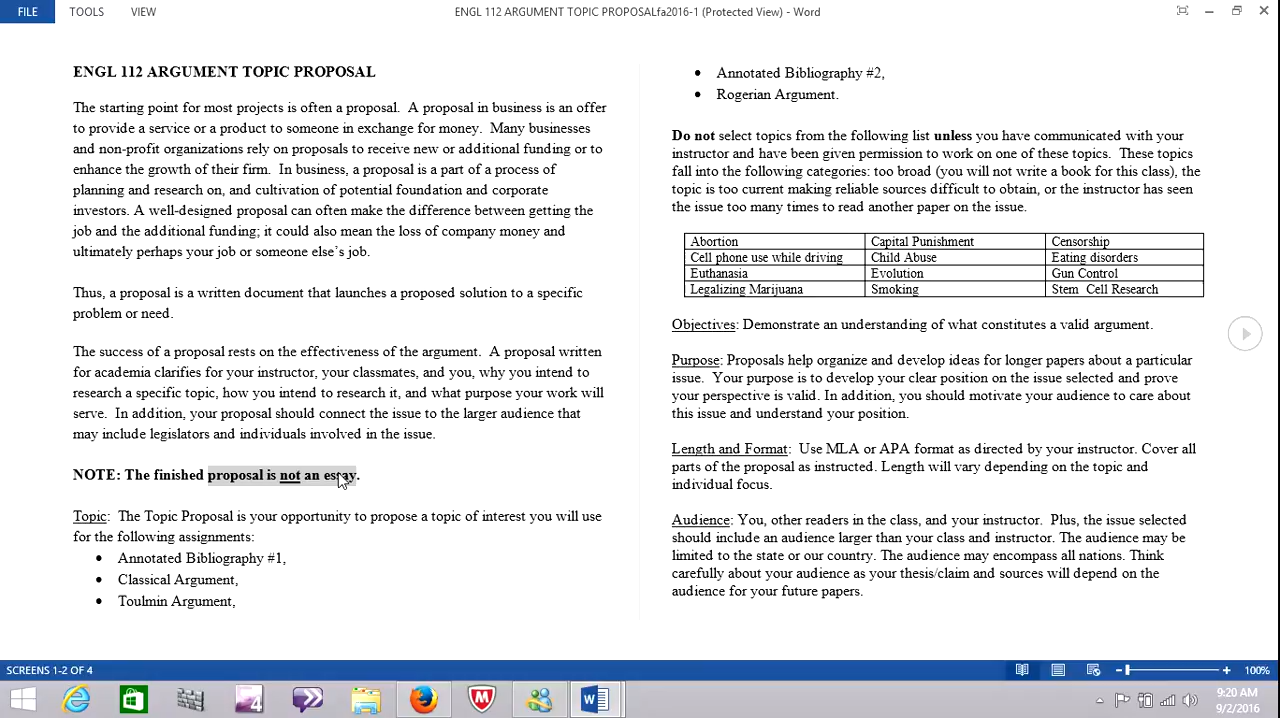 FILE TOOLS VIEW ENGL 112 ARGUMENT TOPIC PROPOSALfa2016-1 (Protected View) - Word
ENGL 112 ARGUMENT TOPIC PROPOSAL
The starting point for most projects is often a proposal. A proposal in business is an offer
to provide a service or a product to someone in exchange for money. Many businesses
and non-profit organizations rely on proposals to receive new or additional funding or to
enhance the growth of their firm. In business, a proposal is a part of a process of
planning and research on, and cultivation of potential foundation and corporate
investors. A well-designed proposal can often make the difference between getting the
job and the additional funding; it could also mean the loss of company money and
ultimately perhaps your job or someone else's job.
Thus, a proposal is a written document that launches a proposed solution to a specific
problem or need.
The success of a proposal rests on the effectiveness of the argument. A proposal written
for academia clarifies for your instructor, your classmates, and you, why you intend to
research a specific topic, how you intend to research it, and what purpose your work will
serve. In addition, your proposal should connect the issue to the larger audience that
may include legislators and individuals involved in the issue.
NOTE: The finished proposal is not an essay.
Topic: The Topic Proposal is your opportunity to propose a topic of interest you will use
for the following assignments:
• Annotated Bibliography #1,
• Classical Argument,
• Toulmin Argument,
• Annotated Bibliography #2,
• Rogerian Argument.
Do not select topics from the following list unless you have communicated with your
instructor and have been given permission to work on one of these topics. These topics
fall into the following categories: too broad (you will not write a book for this class), the
topic is too current making reliable sources difficult to obtain, or the instructor has seen
the issue too many times to read another paper on the issue.
Abortion Capital Punishment Censorship
Cell phone use while driving Child Abuse Eating disorders
Euthanasia Evolution Gun Control
Legalizing Marijuana Smoking Stem Cell Research
Objectives: Demonstrate an understanding of what constitutes a valid argument.
Purpose: Proposals help organize and develop ideas for longer papers about a particular
issue. Your purpose is to develop your clear position on the issue selected and prove
your perspective is valid. In addition, you should motivate your audience to care about
this issue and understand your position.
Length and Format: Use MLA or APA format as directed by your instructor. Cover all
parts of the proposal as instructed. Length will vary depending on the topic and
individual focus.
Audience: You, other readers in the class, and your instructor. Plus, the issue selected
should include an audience larger than your class and instructor. The audience may be
limited to the state or our country. The audience may encompass all nations. Think
carefully about your audience as your thesis/claim and sources will depend on the
audience for your future papers.
SCREENS 1-2 OF 4 100%
9:20 AM
9/2/2016